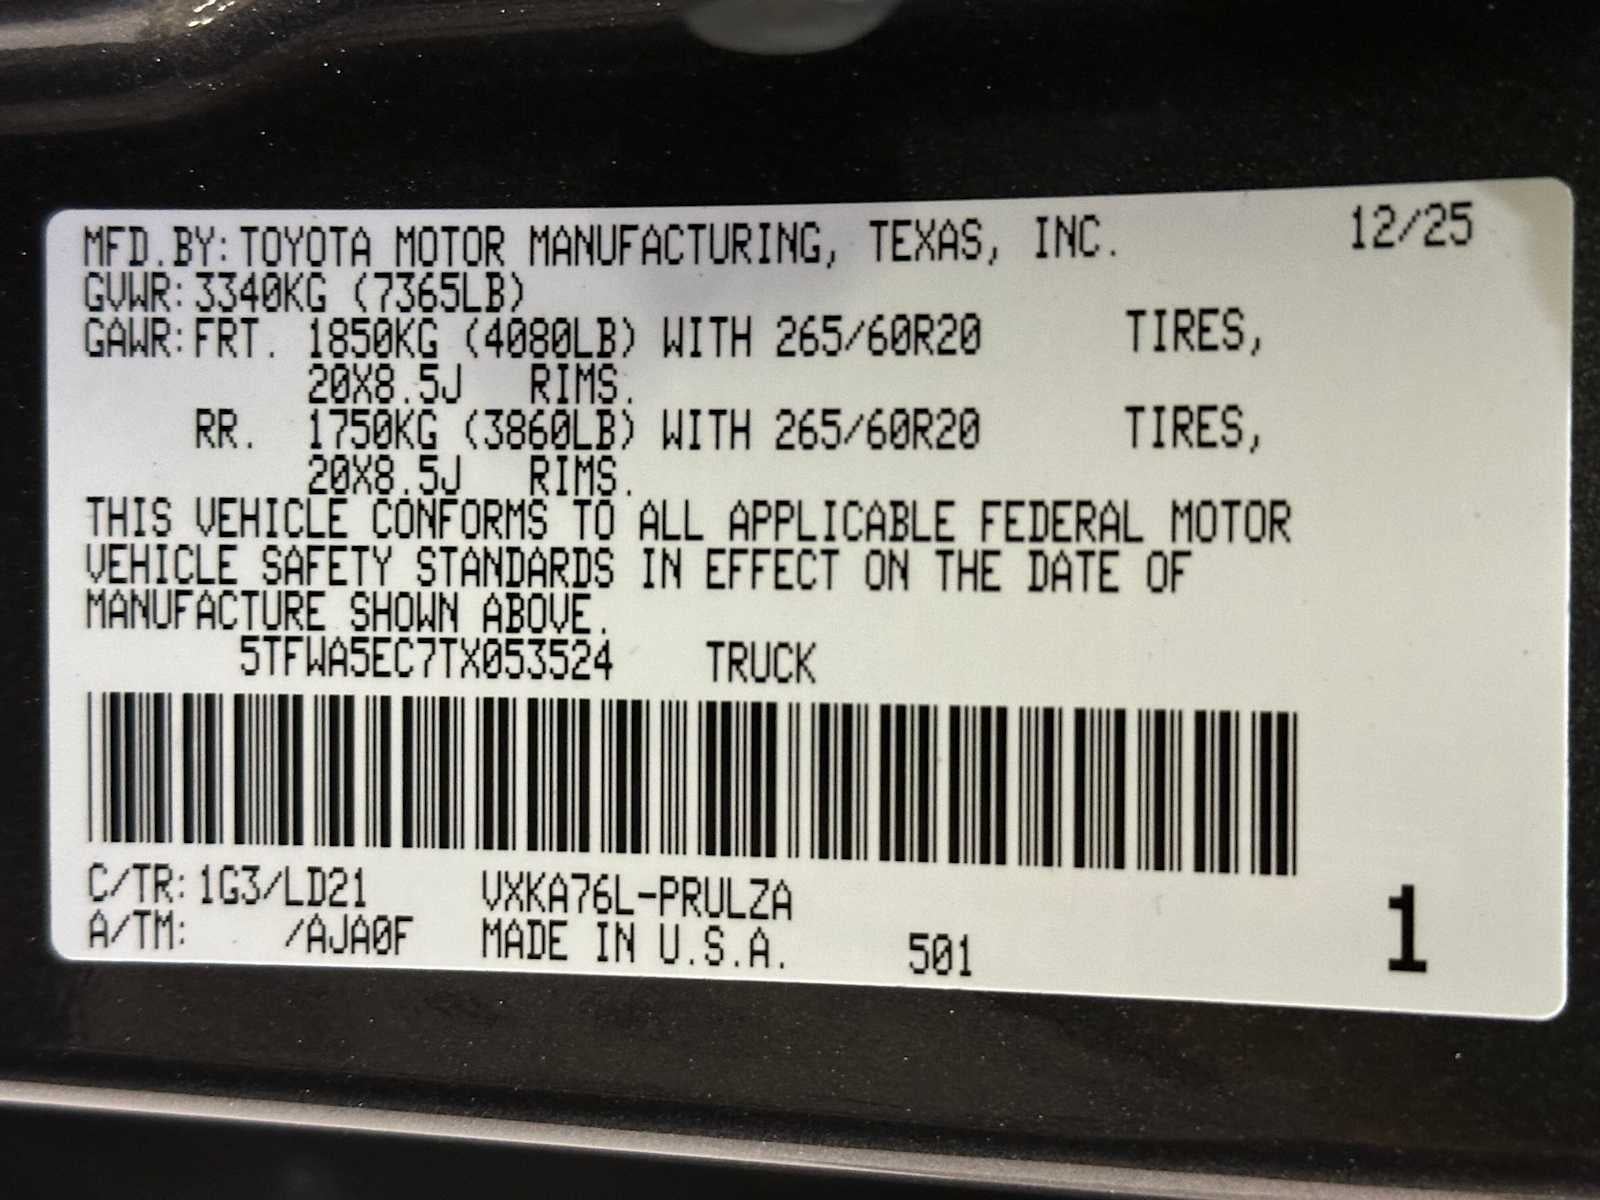 MFD.BY:TOYOTA MOTOR MANUFACTURING, TEXAS, INC. 12/25
GVWR:3340KG (7365LB)
GAWR:FRT. 1850KG (4080LB) WITH 265/60R20 TIRES,
20X8.5J RIMS.
RR. 1750KG (3860LB) WITH 265/60R20 TIRES,
20X8.5J RIMS.
THIS VEHICLE CONFORMS TO ALL APPLICABLE FEDERAL MOTOR
VEHICLE SAFETY STANDARDS IN EFFECT ON THE DATE OF
MANUFACTURE SHOWN ABOVE.
5TFWA5EC7TX053524 TRUCK
C/TR:1G3/LD21 VXKA76L-PRULZA
A/TM: /AJA0F MADE IN U.S.A. 501 1